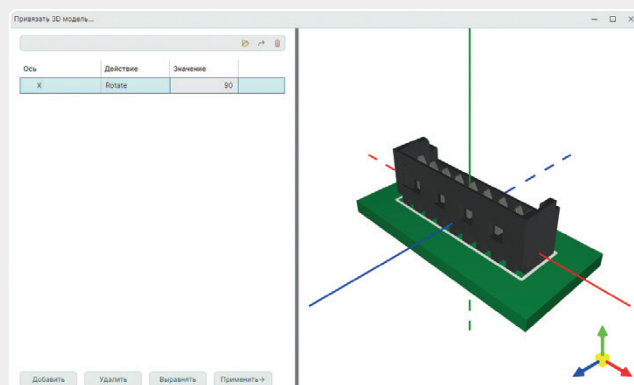 Привязать 3D модель...
Ось Действие Значение
X Rotate 90
Добавить Удалить Выравнять Применить→